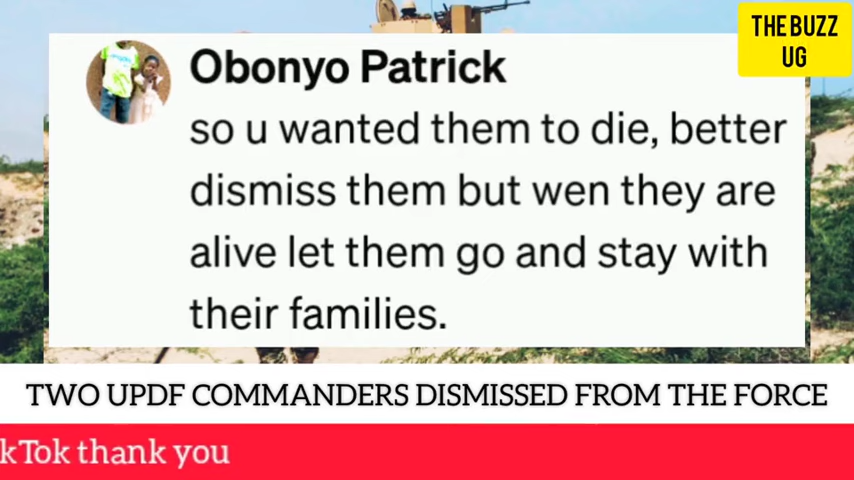 THE BUZZ
UG
Obonyo Patrick
so u wanted them to die, better
dismiss them but wen they are
alive let them go and stay with
their families.
TWO UPDF COMMANDERS DISMISSED FROM THE FORCE
kTok thank you